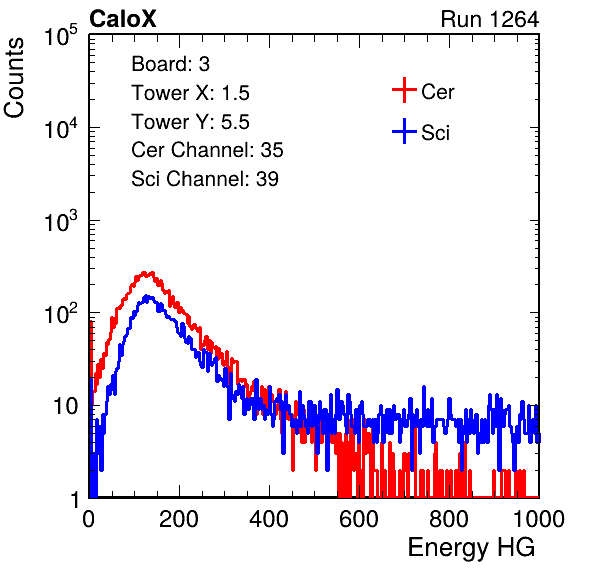 CaloX Run 1264
Counts
10^5
10^4
10^3
10^2
10
1
Board: 3
Tower X: 1.5
Tower Y: 5.5
Cer Channel: 35
Sci Channel: 39
Cer
Sci
0 200 400 600 800 1000
Energy HG